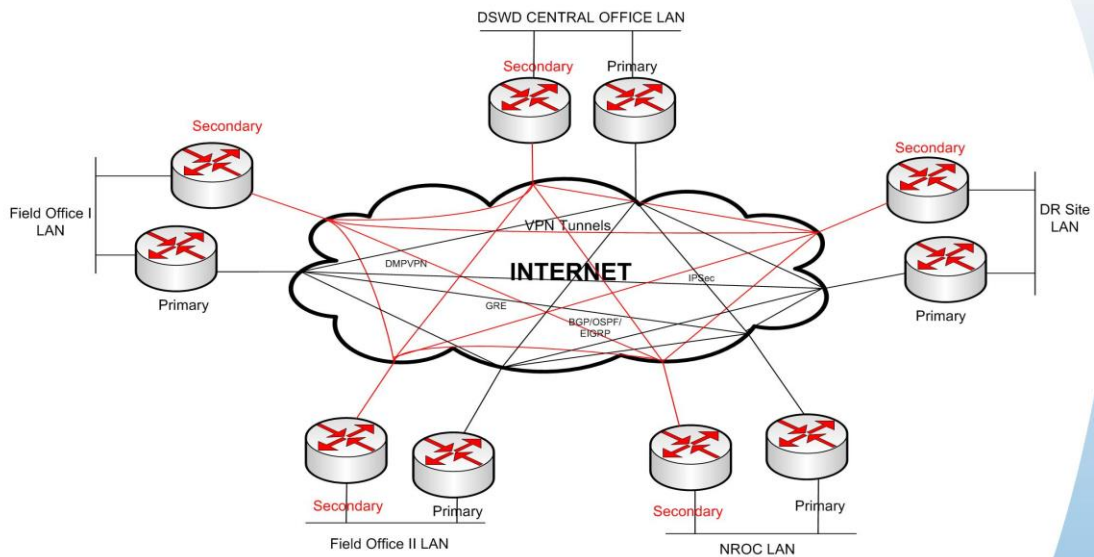 DSWD CENTRAL OFFICE LAN
Secondary
Primary
Secondary
Secondary
Field Office I
LAN
DR Site
LAN
VPN Tunnels
DMPVPN
INTERNET
IPSec
GRE
BGP/OSPF/
EIGRP
Primary
Primary
Secondary
Primary
Field Office II LAN
Secondary
Primary
NROC LAN